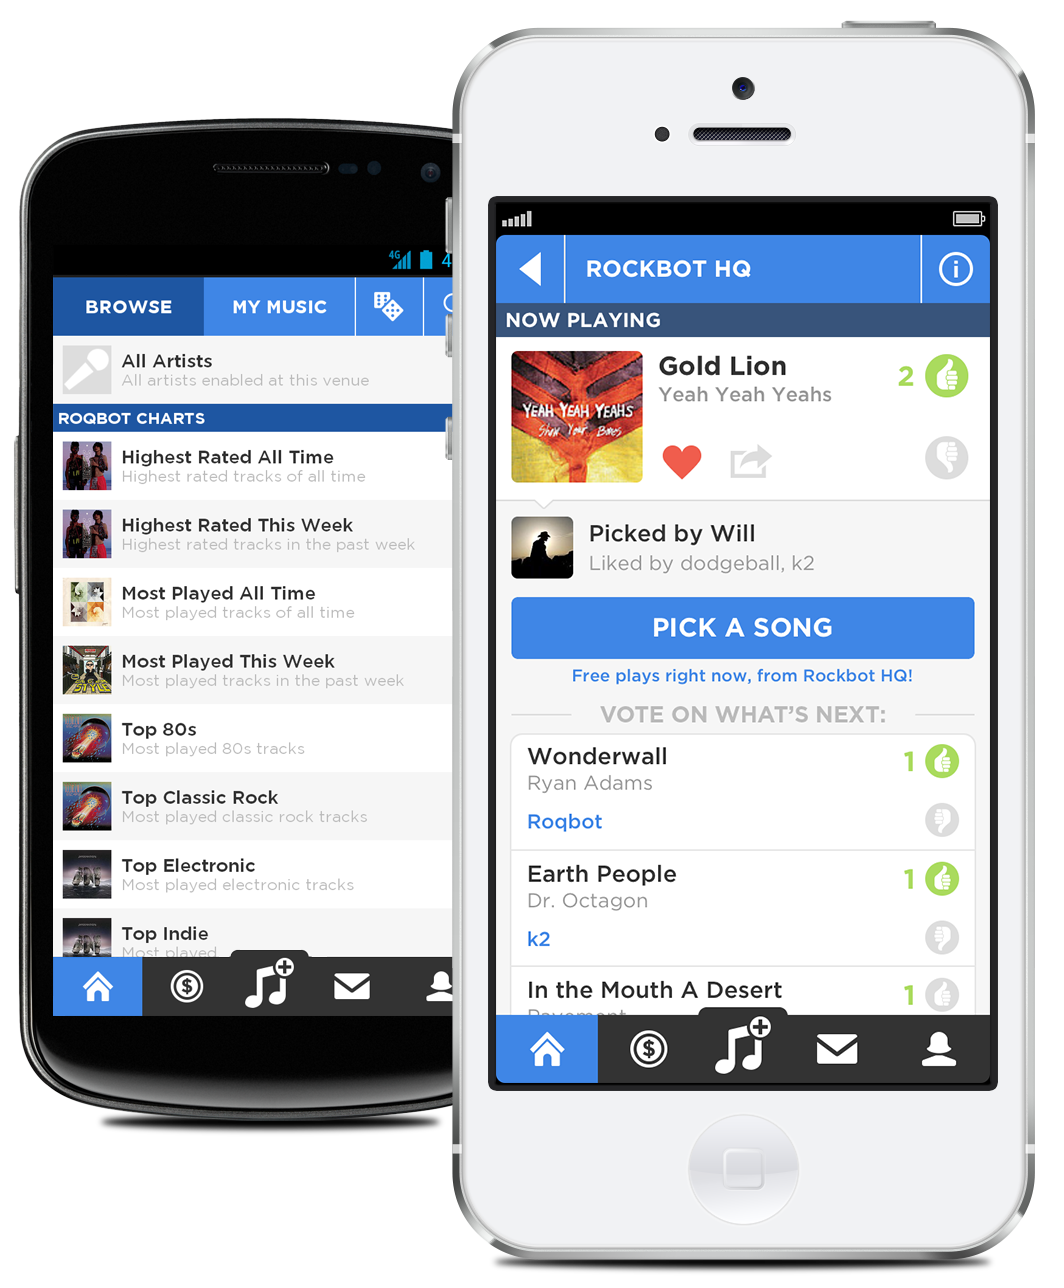 4G 4
BROWSE MY MUSIC
All Artists
All artists enabled at this venue
ROQBOT CHARTS
Highest Rated All Time
Highest rated tracks of all time
Highest Rated This Week
Highest rated tracks in the past week
Most Played All Time
Most played tracks of all time
Most Played This Week
Most played tracks in the past week
Top 80s
Most played 80s tracks
Top Classic Rock
Most played classic rock tracks
Top Electronic
Most played electronic tracks
Top Indie
Most played
ROCKBOT HQ
NOW PLAYING
YEAH YEAH YEAHS
Show Your Bones
Gold Lion
2
Yeah Yeah Yeahs
Picked by Will
Liked by dodgeball, k2
PICK A SONG
Free plays right now, from Rockbot HQ!
VOTE ON WHAT'S NEXT:
Wonderwall
1
Ryan Adams
Roqbot
Earth People
1
Dr. Octagon
k2
In the Mouth A Desert
1
Pavement